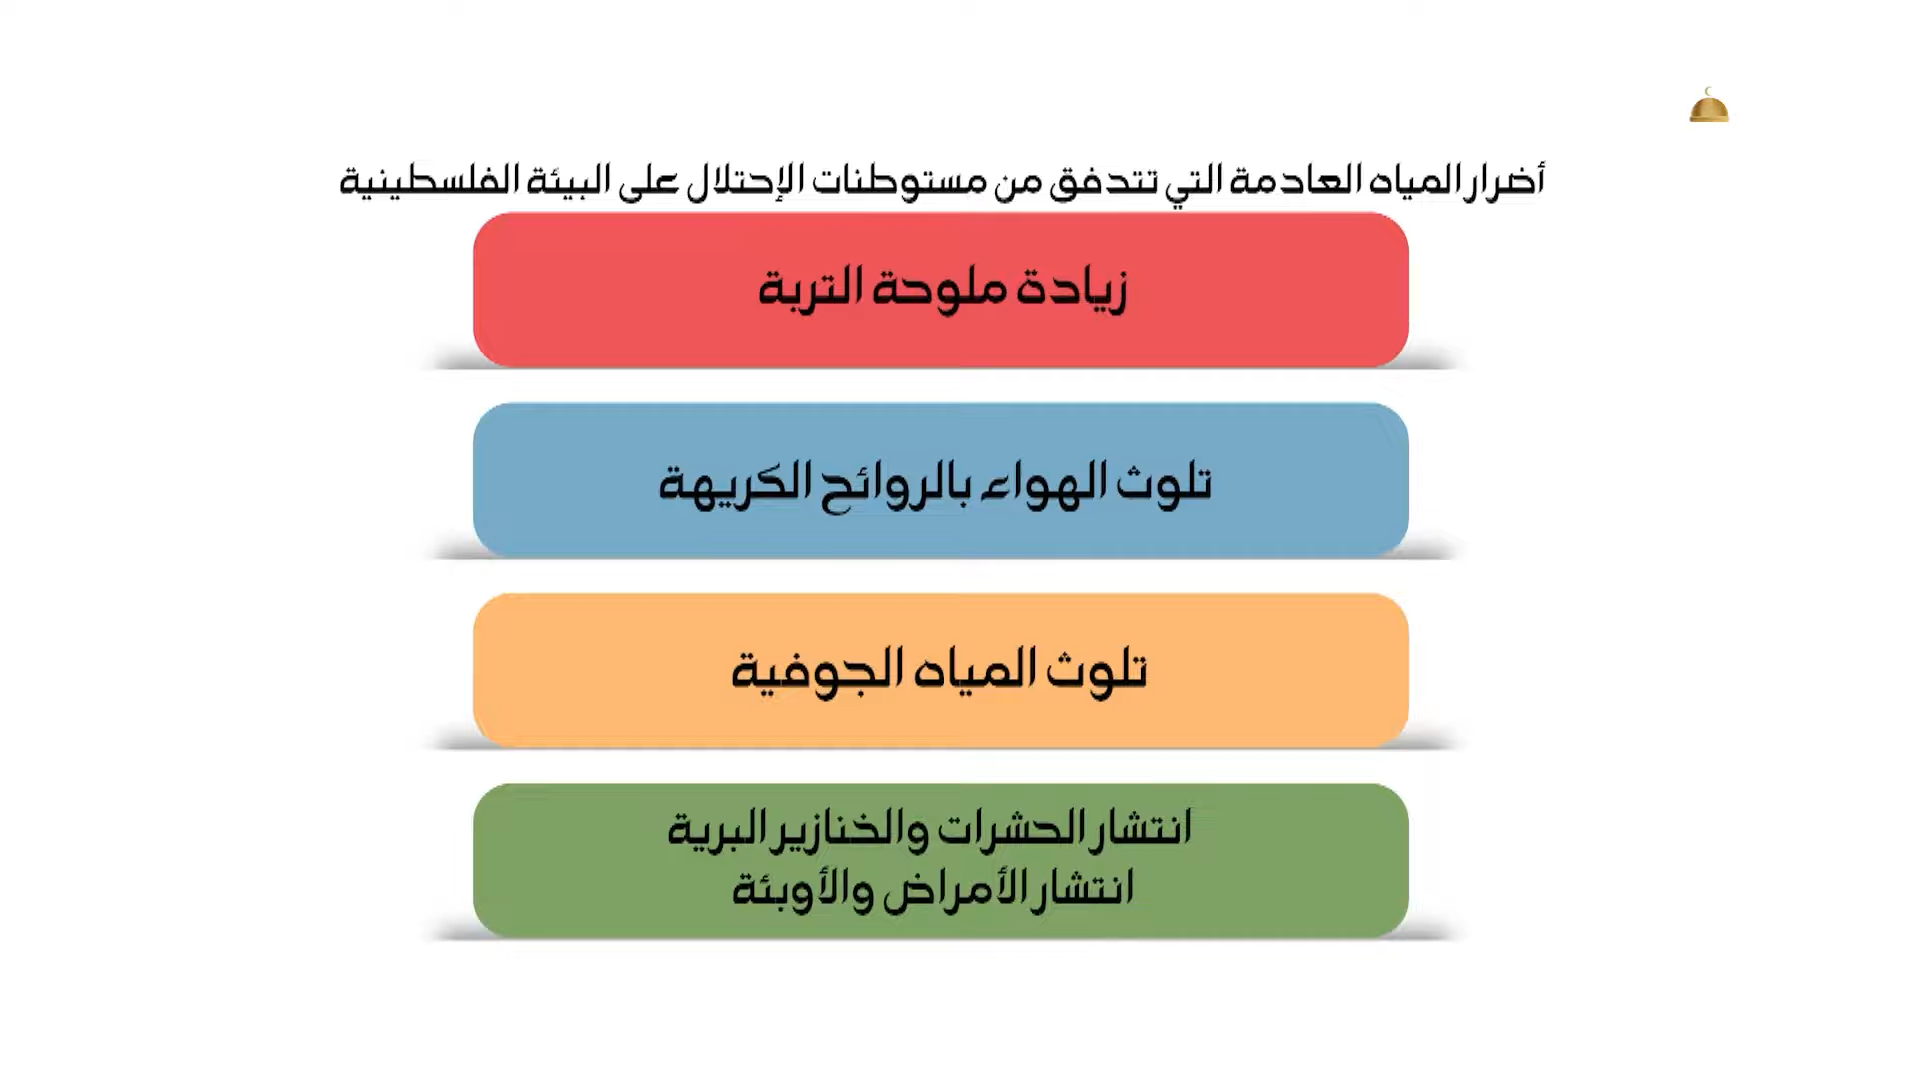 أضرار المياه العادمة التي تتدفق من مستوطنات الإحتلال على البيئة الفلسطينية
زيادة ملوحة التربة
تلوث الهواء بالروائح الكريهة
تلوث المياه الجوفية
انتشار الحشرات والخنازير البرية
انتشار الأمراض والأوبئة